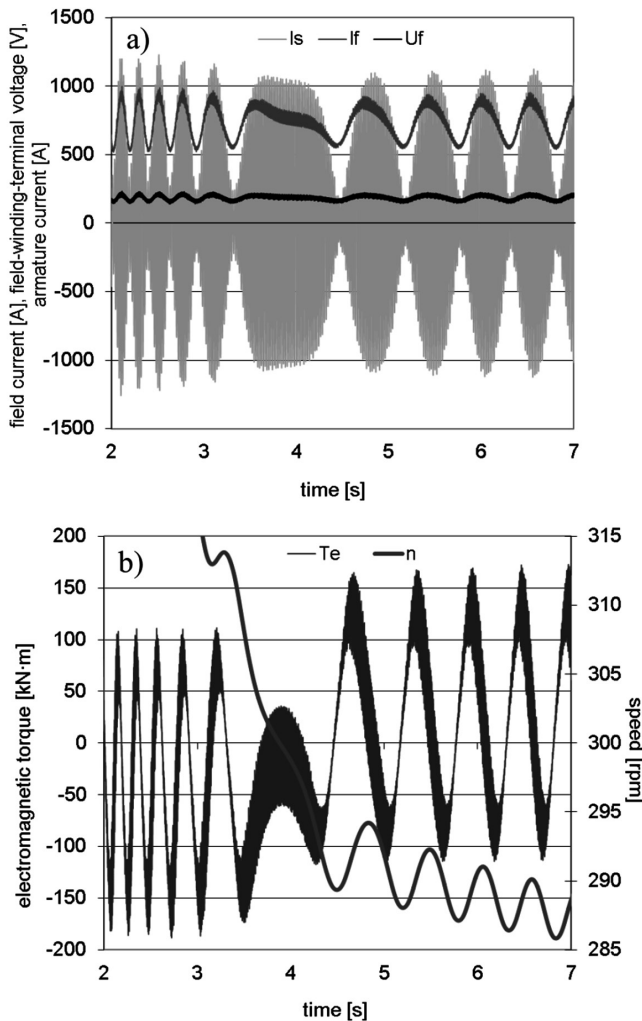 a)
Is If Uf
1500
1000
500
0
-500
-1000
-1500
field current [A], field-winding-terminal voltage [V],
armature current [A]
2 3 4 5 6 7
time [s]
b)
Te n
200
150
100
50
0
-50
-100
-150
-200
electromagnetic torque [kN·m]
315
310
305
300
295
290
285
speed [rpm]
2 3 4 5 6 7
time [s]